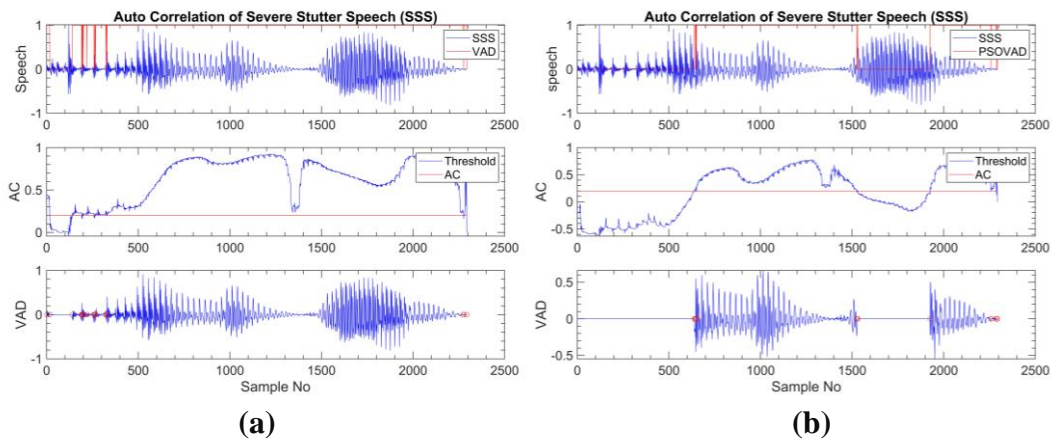 Auto Correlation of Severe Stutter Speech (SSS)
1
0
-1
Speech
SSS
VAD
0 500 1000 1500 2000 2500
1
0.5
0
AC
Threshold
AC
0 500 1000 1500 2000 2500
1
0
-1
VAD
0 500 1000 1500 2000 2500
Sample No
(a)
Auto Correlation of Severe Stutter Speech (SSS)
1
0
-1
speech
SSS
PSOVAD
0 500 1000 1500 2000 2500
1
0.5
0
-0.5
AC
Threshold
AC
0 500 1000 1500 2000 2500
0.5
0
-0.5
VAD
0 500 1000 1500 2000 2500
Sample No
(b)